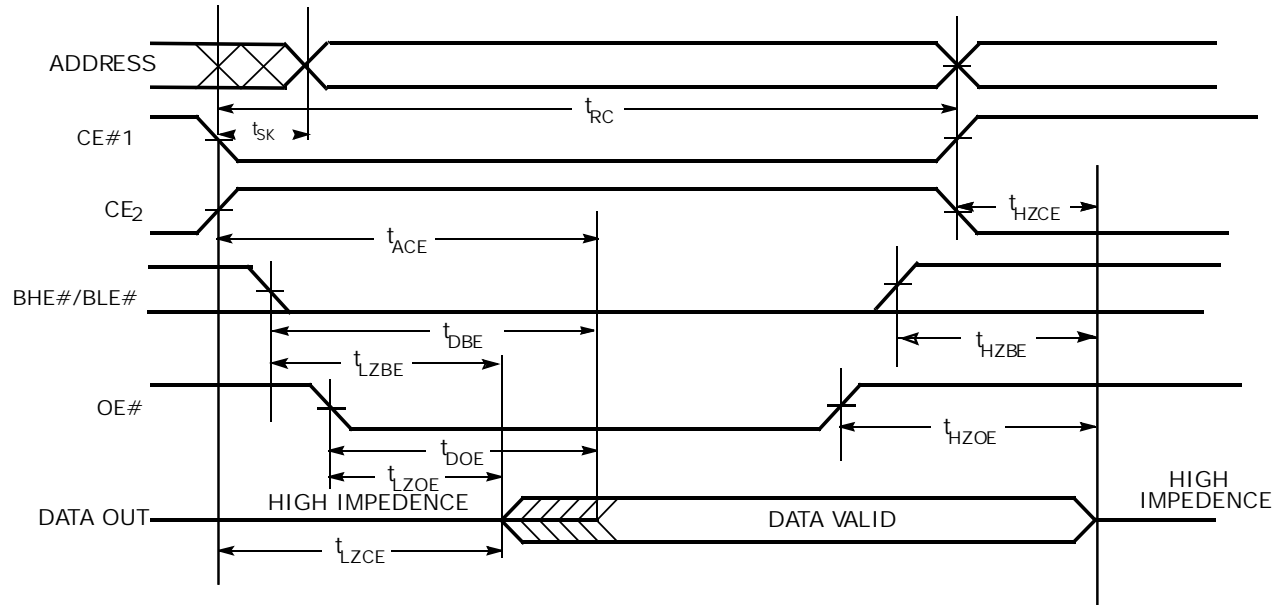 ADDRESS
tRC
tSK
CE#1
CE2
tHZCE
tACE
BHE#/BLE#
tDBE
tHZBE
tLZBE
OE#
tHZOE
tDOE
tLZOE
HIGH IMPEDENCE
HIGH
IMPEDENCE
DATA OUT
DATA VALID
tLZCE